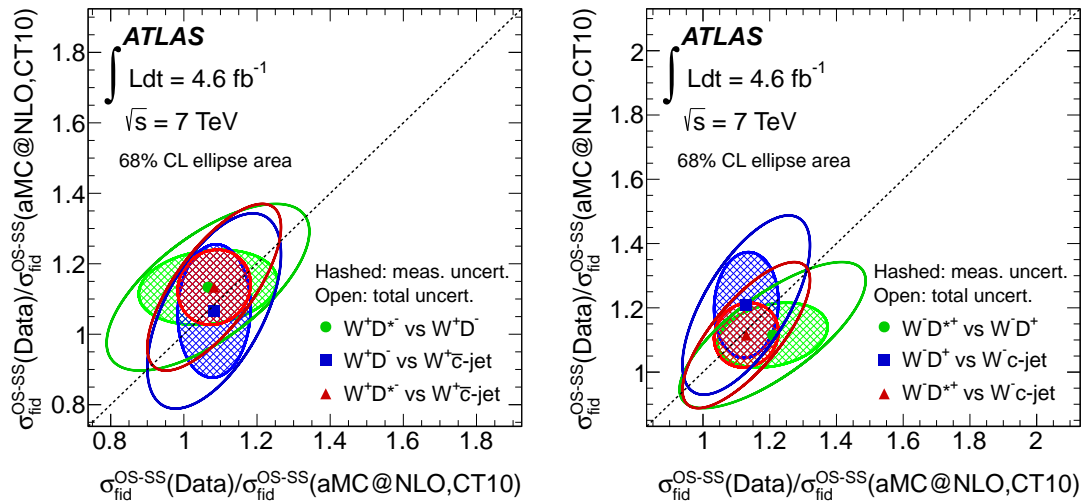 σ_fid^OS-SS(Data)/σ_fid^OS-SS(aMC@NLO,CT10)
1.8
1.6
1.4
1.2
1
0.8
ATLAS
∫Ldt = 4.6 fb⁻¹
√s = 7 TeV
68% CL ellipse area
Hashed: meas. uncert.
Open: total uncert.
W⁺D*⁻ vs W⁺D⁻
W⁺D⁻ vs W⁺c̅-jet
W⁺D*⁻ vs W⁺c̅-jet
0.8 1 1.2 1.4 1.6 1.8
σ_fid^OS-SS(Data)/σ_fid^OS-SS(aMC@NLO,CT10)
σ_fid^OS-SS(Data)/σ_fid^OS-SS(aMC@NLO,CT10)
2
1.8
1.6
1.4
1.2
1
ATLAS
∫Ldt = 4.6 fb⁻¹
√s = 7 TeV
68% CL ellipse area
Hashed: meas. uncert.
Open: total uncert.
W⁻D*⁺ vs W⁻D⁺
W⁻D⁺ vs W⁻c-jet
W⁻D*⁺ vs W⁻c-jet
1 1.2 1.4 1.6 1.8 2
σ_fid^OS-SS(Data)/σ_fid^OS-SS(aMC@NLO,CT10)